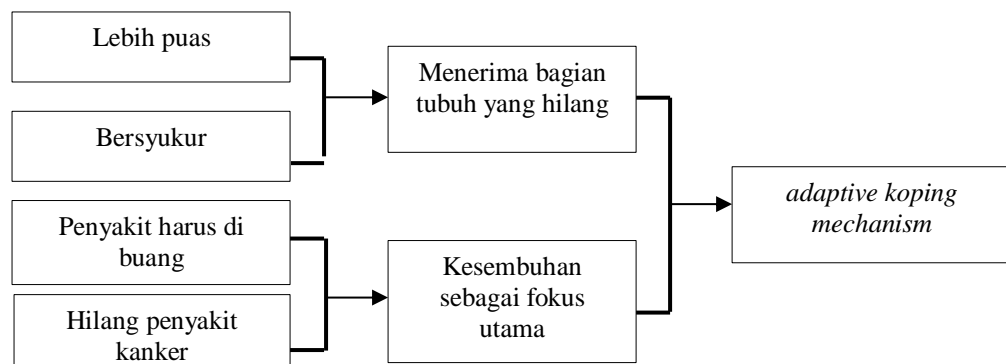 Lebih puas
Bersyukur
Menerima bagian
tubuh yang hilang
Penyakit harus di
buang
Hilang penyakit
kanker
Kesembuhan
sebagai fokus
utama
adaptive koping
mechanism